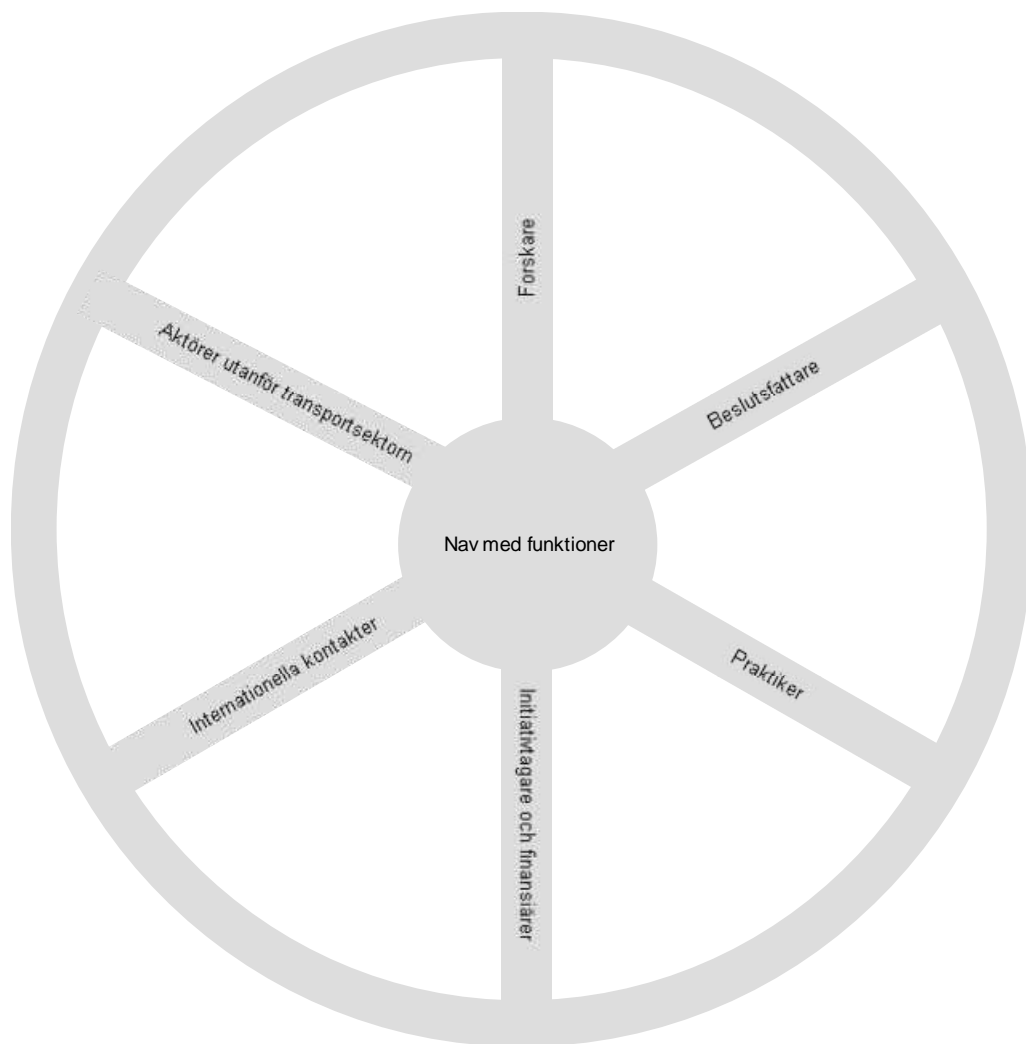 Forskare
Beslutsfattare
Aktörer utanför transportsektorn
Nav med funktioner
Internationella kontakter
Praktiker
Initiativtagare och finansiärer